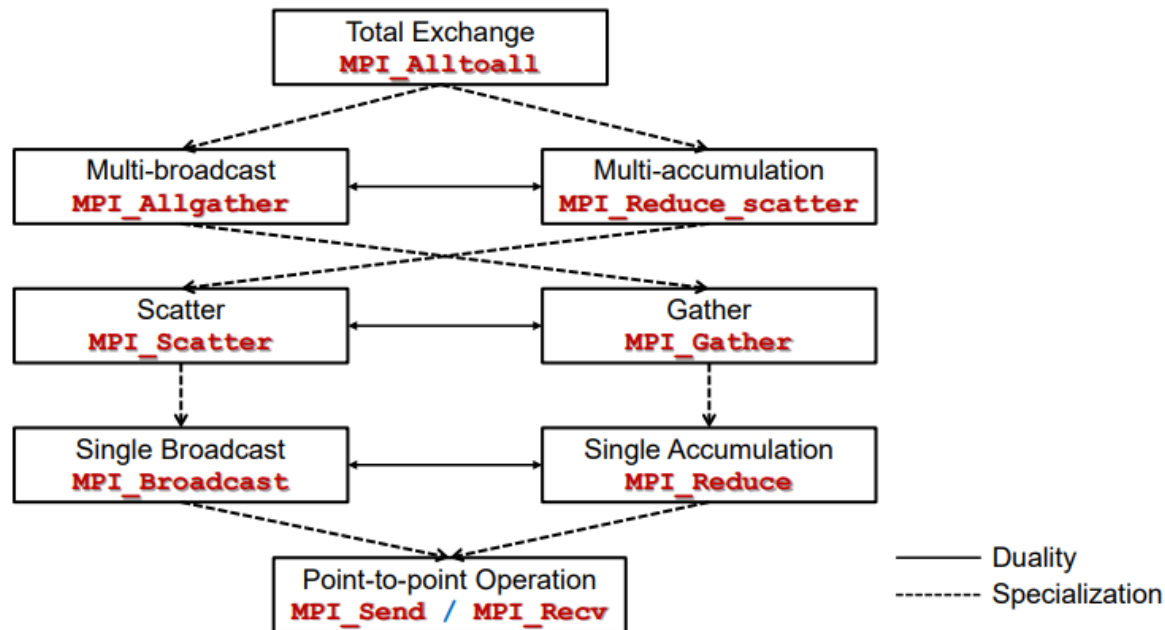 Total Exchange
MPI_Alltoall
Multi-broadcast
MPI_Allgather
Multi-accumulation
MPI_Reduce_scatter
Scatter
MPI_Scatter
Gather
MPI_Gather
Single Broadcast
MPI_Broadcast
Single Accumulation
MPI_Reduce
Point-to-point Operation
MPI_Send / MPI_Recv
Duality
Specialization